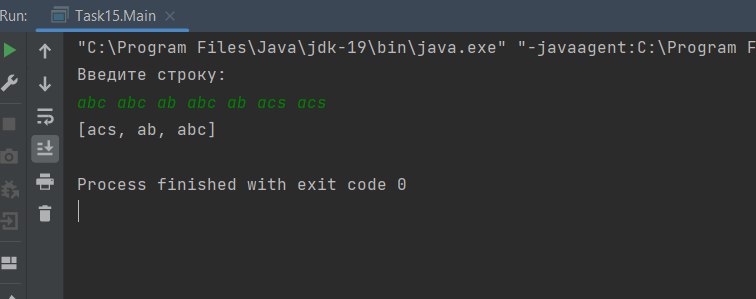 Run: Task15.Main ×
"C:\Program Files\Java\jdk-19\bin\java.exe" "-javaagent:C:\Program F
Введите строку:
abc abc ab abc ab acs acs
[acs, ab, abc]
Process finished with exit code 0